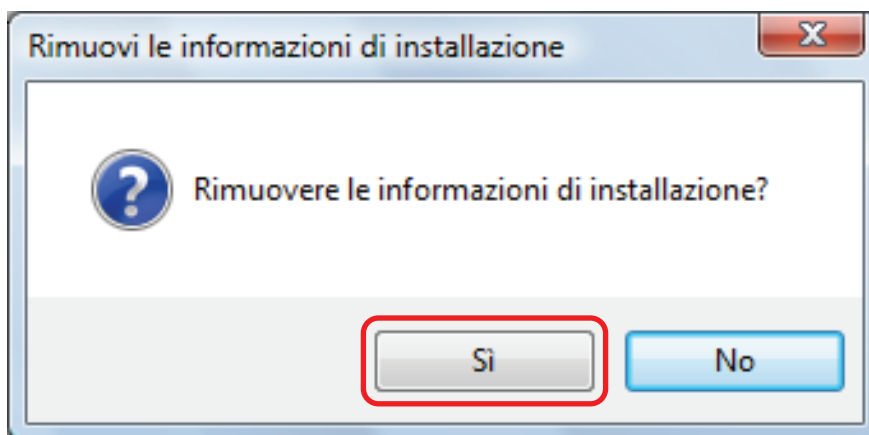 Rimuovi le informazioni di installazione
Rimuovere le informazioni di installazione?
Sì
No